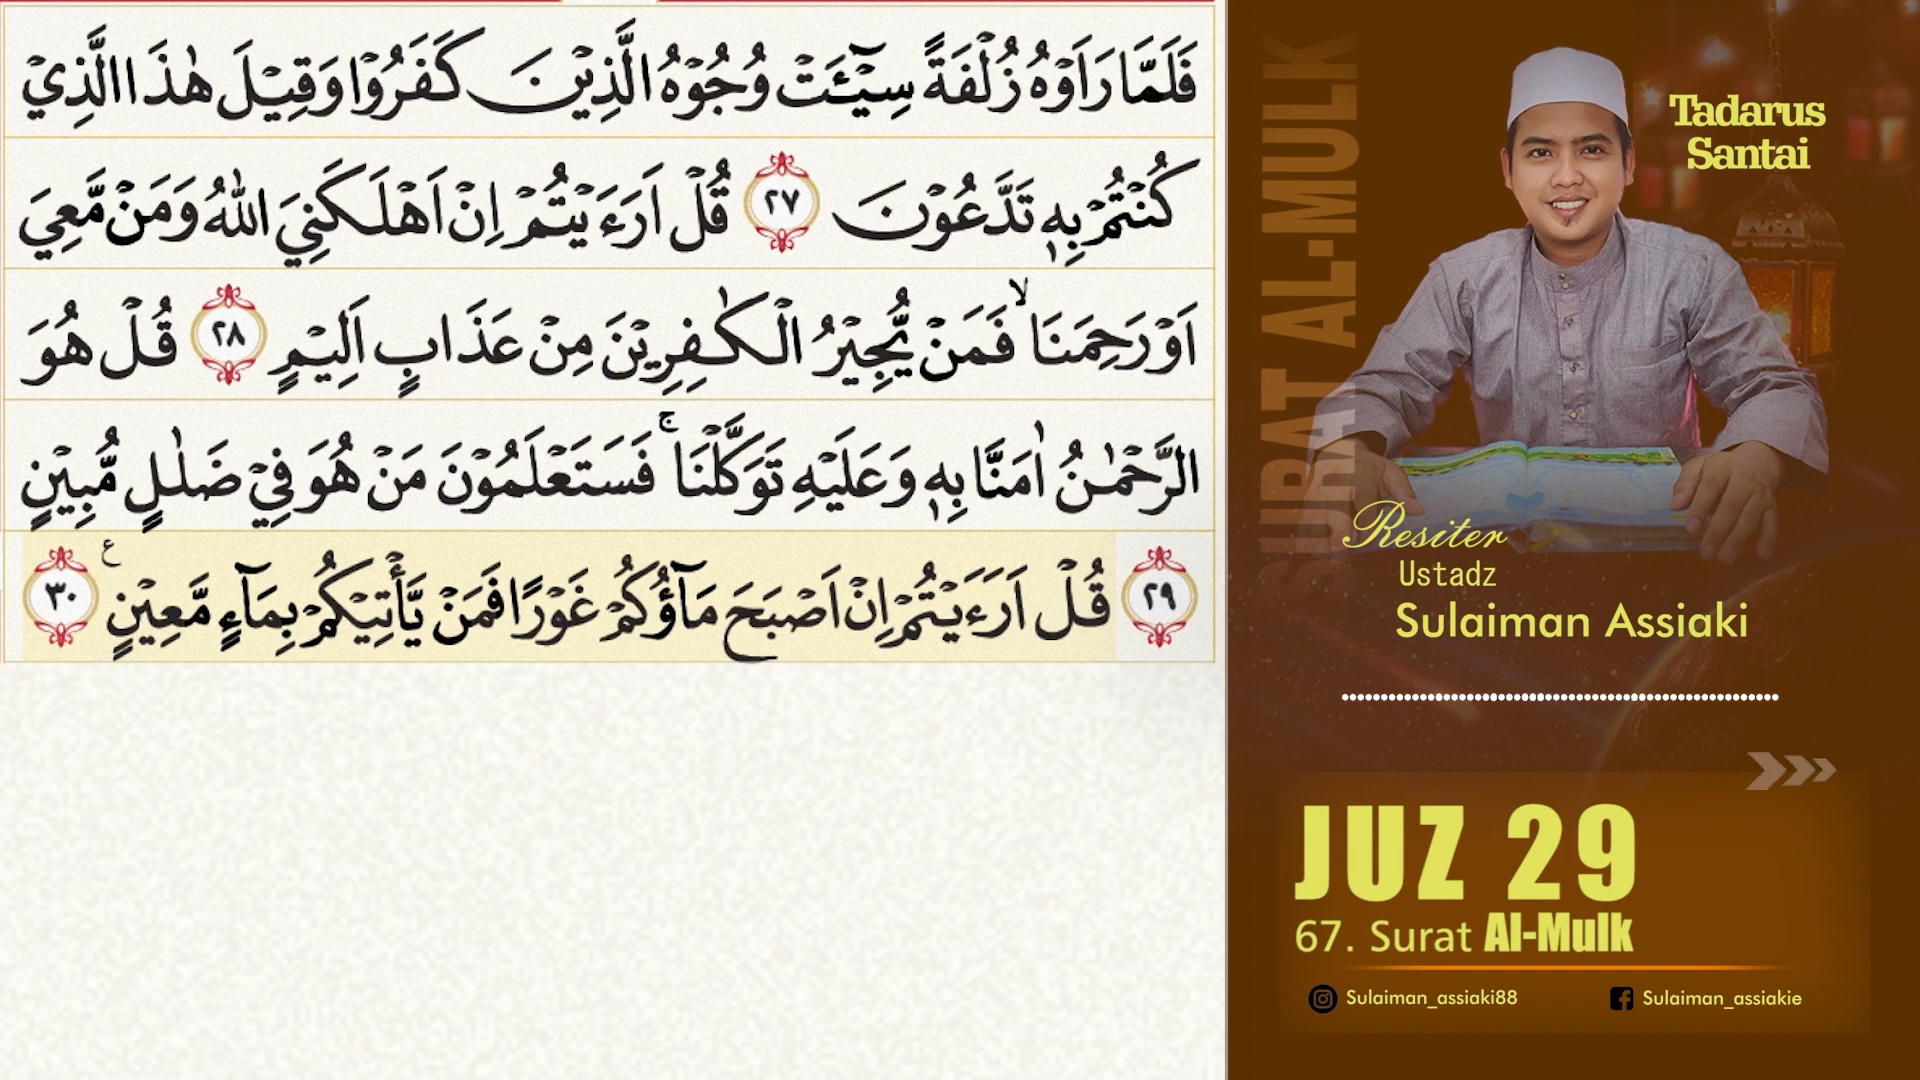 فَلَمَّا رَاَوْهُ زُلْفَةً سِيْٓـَٔتْ وُجُوْهُ الَّذِيْنَ كَفَرُوْا وَقِيْلَ هٰذَا الَّذِيْ
كُنْتُمْ بِهٖ تَدَّعُوْنَ ٢٧ قُلْ اَرَءَيْتُمْ اِنْ اَهْلَكَنِيَ اللّٰهُ وَمَنْ مَّعِيَ
اَوْ رَحِمَنَا ۙ فَمَنْ يُّجِيْرُ الْكٰفِرِيْنَ مِنْ عَذَابٍ اَلِيْمٍ ٢٨ قُلْ هُوَ
الرَّحْمٰنُ اٰمَنَّا بِهٖ وَعَلَيْهِ تَوَكَّلْنَا ۚ فَسَتَعْلَمُوْنَ مَنْ هُوَ فِيْ ضَلٰلٍ مُّبِيْنٍ
٢٩ قُلْ اَرَءَيْتُمْ اِنْ اَصْبَحَ مَاۤؤُكُمْ غَوْرًا فَمَنْ يَّأْتِيْكُمْ بِمَاۤءٍ مَّعِيْنٍ ࣖ ٣٠
SURAT AL-MULK
Tadarus
Santai
Resiter
Ustadz
Sulaiman Assiaki
JUZ 29
67. Surat Al-Mulk
Sulaiman_assiaki88 Sulaiman_assiakie